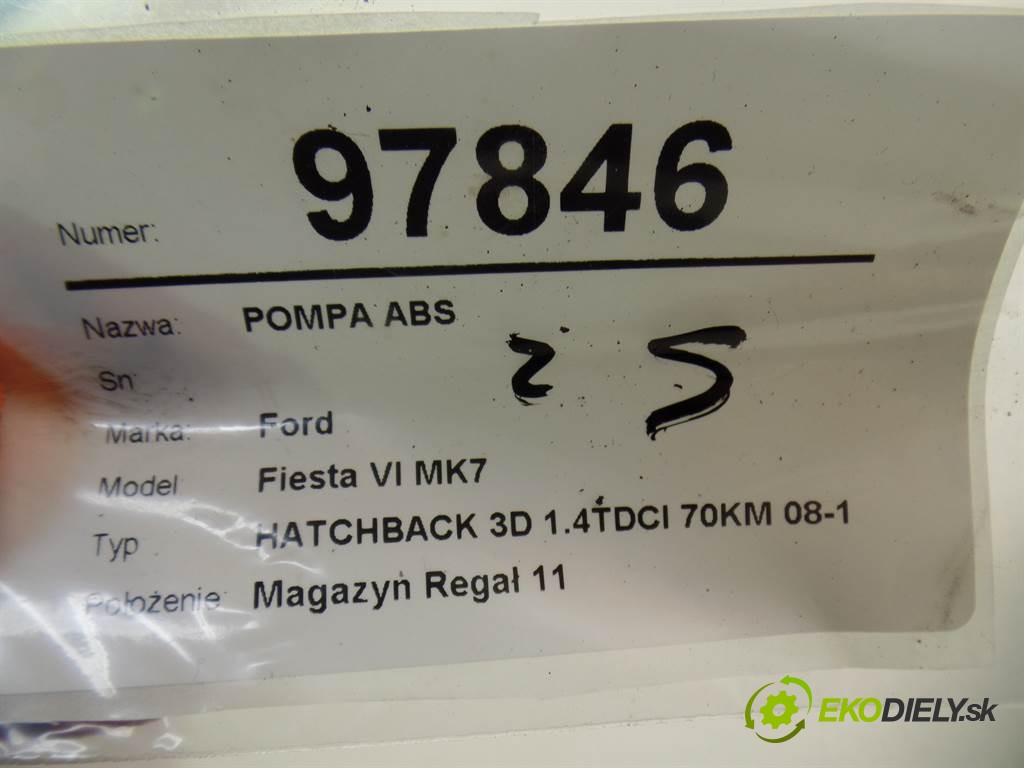 Numer: 97846
Nazwa: POMPA ABS
Sn
2 5
Marka: Ford
Model Fiesta VI MK7
Typ HATCHBACK 3D 1.4TDCI 70KM 08-1
Położenie: Magazyn Regał 11
EKODIELY.sk